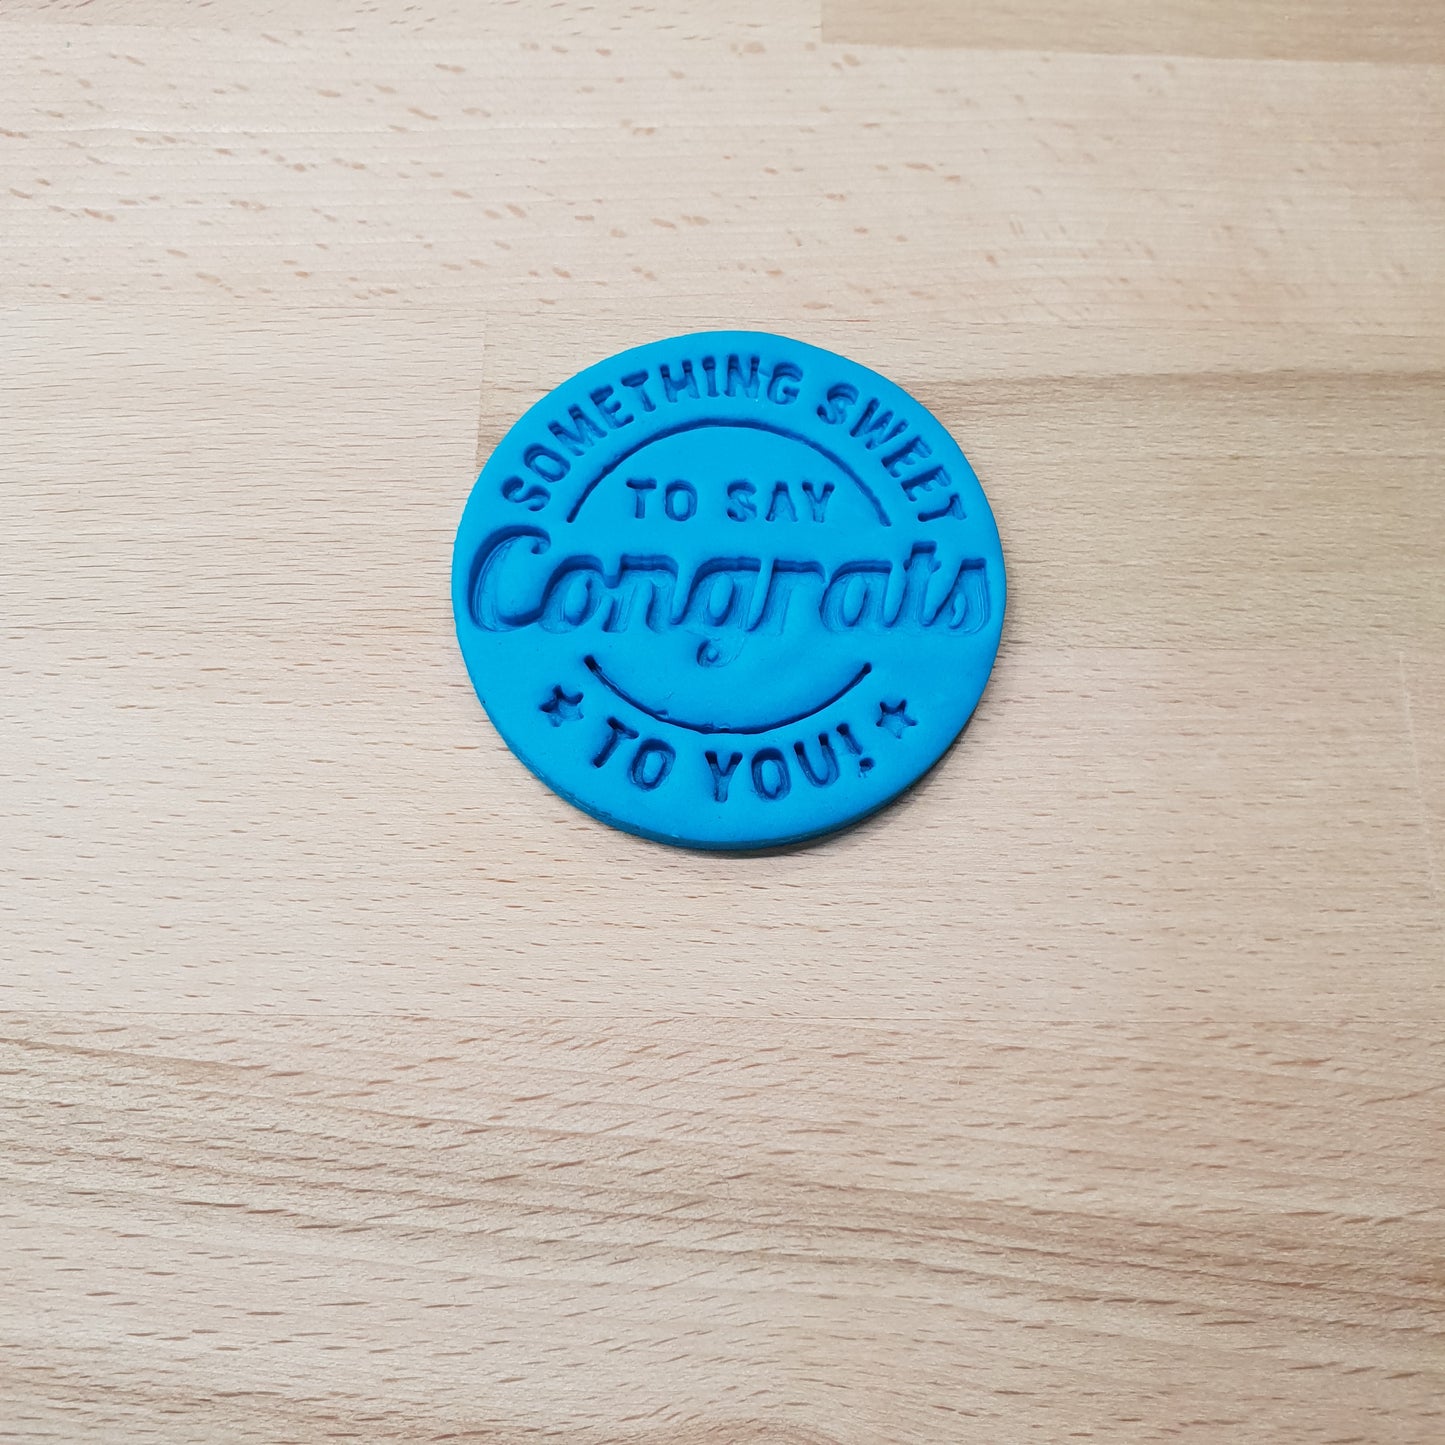 SOMETHING SWEET
TO SAY
Congrats
TO YOU!